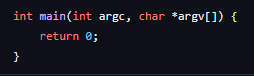 int main(int argc, char *argv[]) {
    return 0;
}